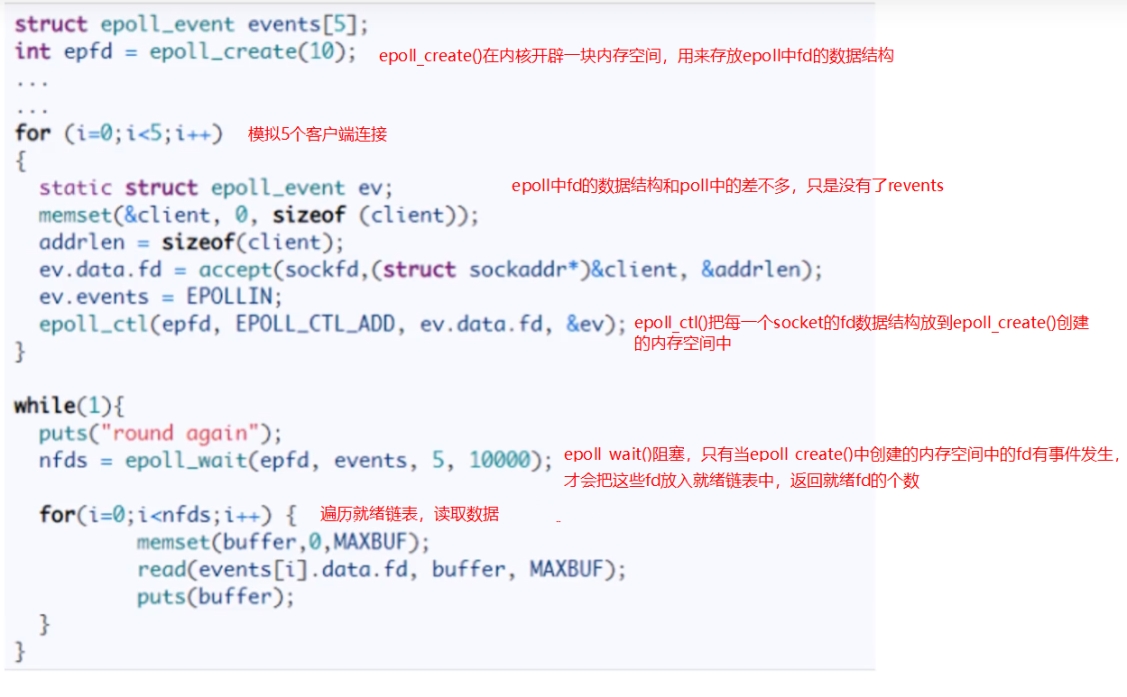 struct epoll_event events[5];
int epfd = epoll_create(10); epoll_create()在内核开辟一块内存空间，用来存放epoll中fd的数据结构
...
...
for (i=0;i<5;i++) 模拟5个客户端连接
{
static struct epoll_event ev; epoll中fd的数据结构和poll中的差不多，只是没有了revents
memset(&client, 0, sizeof (client));
addrlen = sizeof(client);
ev.data.fd = accept(sockfd,(struct sockaddr*)&client, &addrlen);
ev.events = EPOLLIN;
epoll_ctl(epfd, EPOLL_CTL_ADD, ev.data.fd, &ev); epoll_ctl()把每一个socket的fd数据结构放到epoll_create()创建
的内存空间中
}
while(1){
puts("round again");
nfds = epoll_wait(epfd, events, 5, 10000); epoll wait()阻塞，只有当epoll create()中创建的内存空间中的fd有事件发生，
才会把这些fd放入就绪链表中，返回就绪fd的个数
for(i=0;i<nfds;i++) { 遍历就绪链表，读取数据
memset(buffer,0,MAXBUF);
read(events[i].data.fd, buffer, MAXBUF);
puts(buffer);
}
}